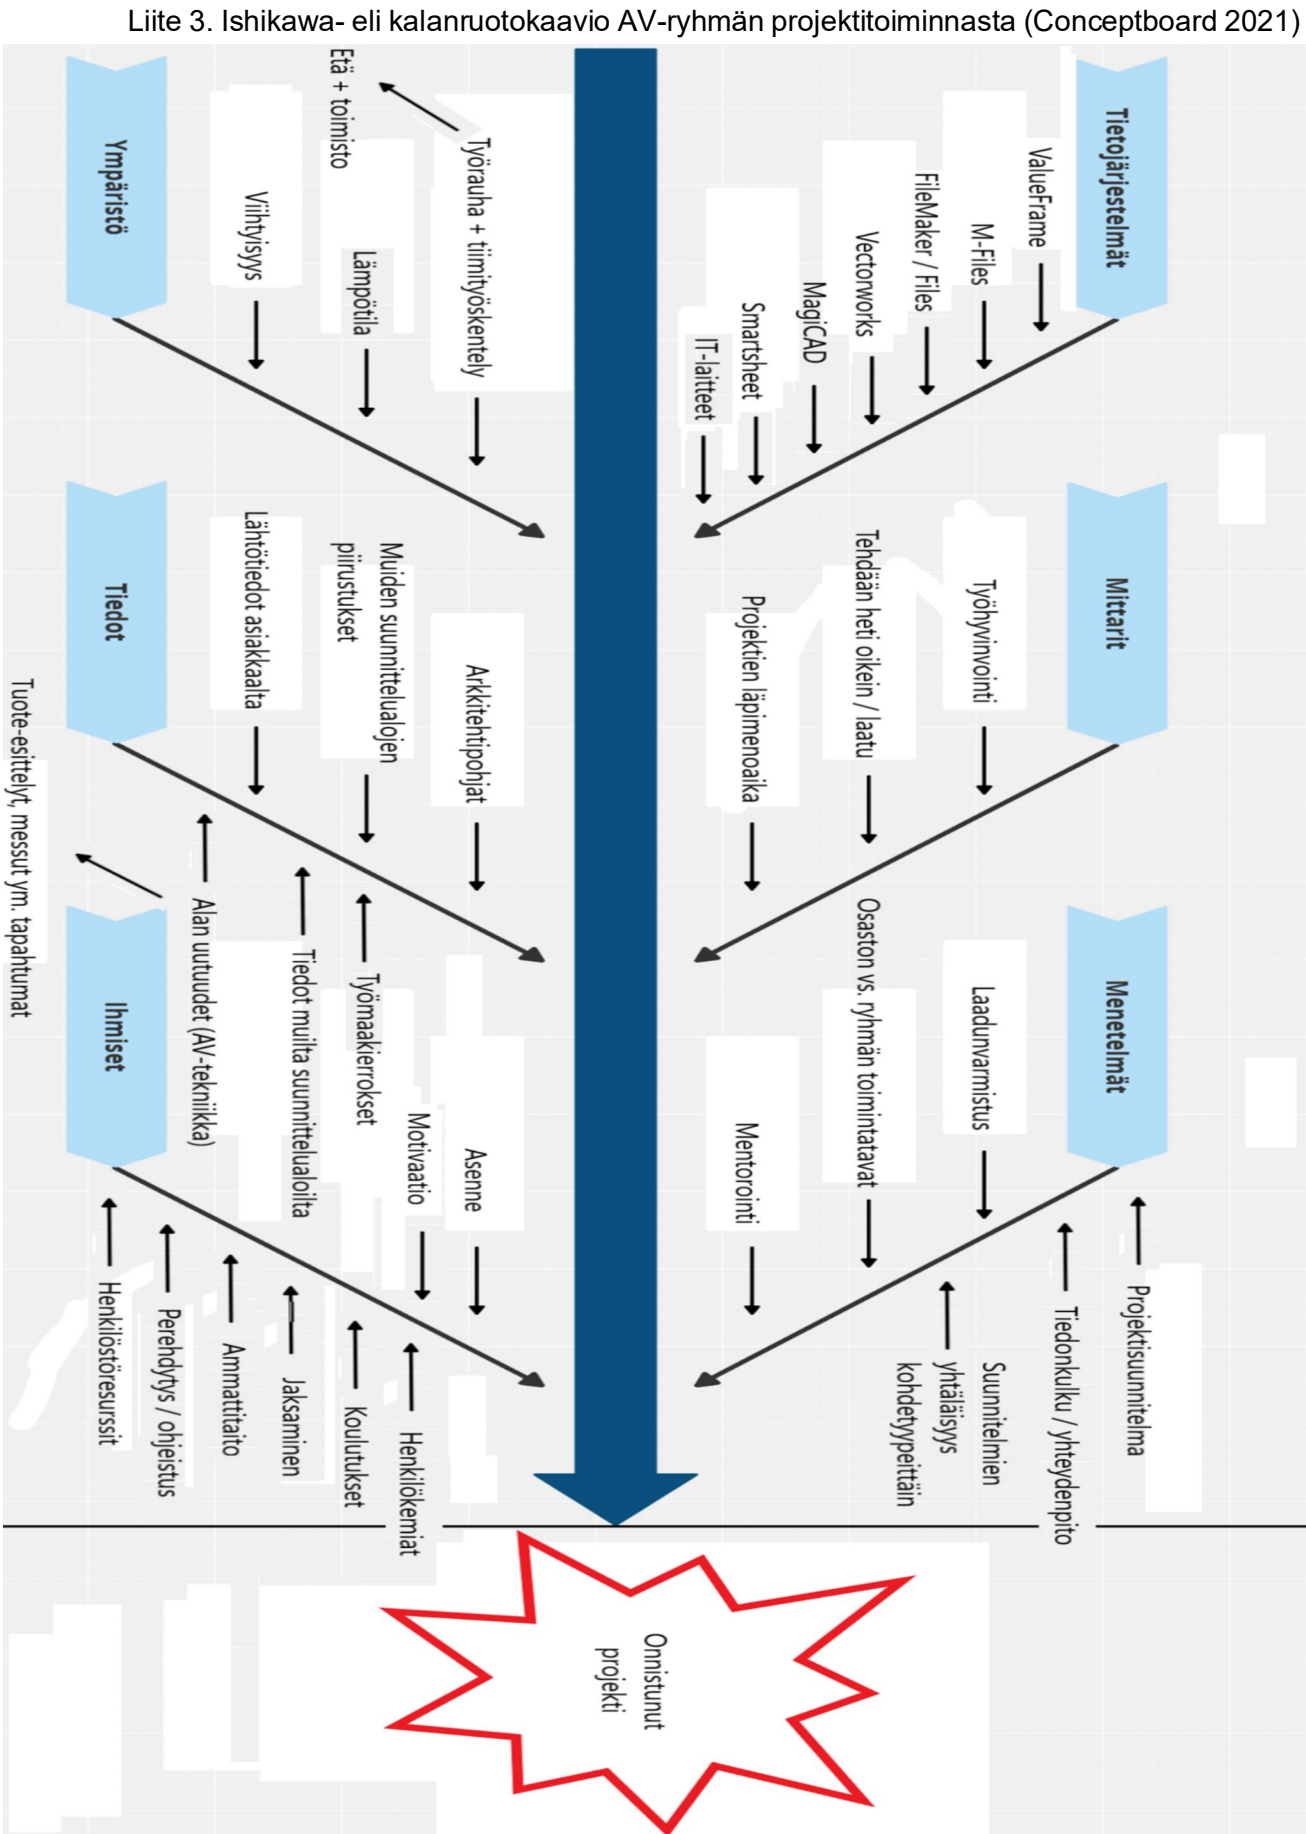 Liite 3. Ishikawa- eli kalanruotokaavio AV-ryhmän projektitoiminnasta (Conceptboard 2021)
Tietojärjestelmät
ValueFrame
M-Files
FileMaker / Files
Vectorworks
MagiCAD
Smartsheet
IT-laitteet
Mittarit
Työhyvinvointi
Tehdään heti oikein / laatu
Projektien läpimenoaika
Menetelmät
Projektisuunnitelma
Tiedonkulku / yhteydenpito
Laadunvarmistus
Suunnitelmien
yhtäläisyys
kohdetyypeittäin
Osaston vs. ryhmän toimintatavat
Mentorointi
Ympäristö
Viihtyisyys
Lämpötila
Työrauha + tiimityöskentely
Etä + toimisto
Tiedot
Lähtötiedot asiakkaalta
Muiden suunnittelualojen
piirustukset
Arkkitehtipohjat
Alan uutuudet (AV-tekniikka)
Tuote-esittelyt, messut ym. tapahtumat
Tiedot muilta suunnittelualoilta
Työmaakierrokset
Ihmiset
Motivaatio
Asenne
Henkilöstöresurssit
Perehdytys / ohjeistus
Ammattitaito
Jaksaminen
Koulutukset
Henkilökemiat
Onnistunut
projekti